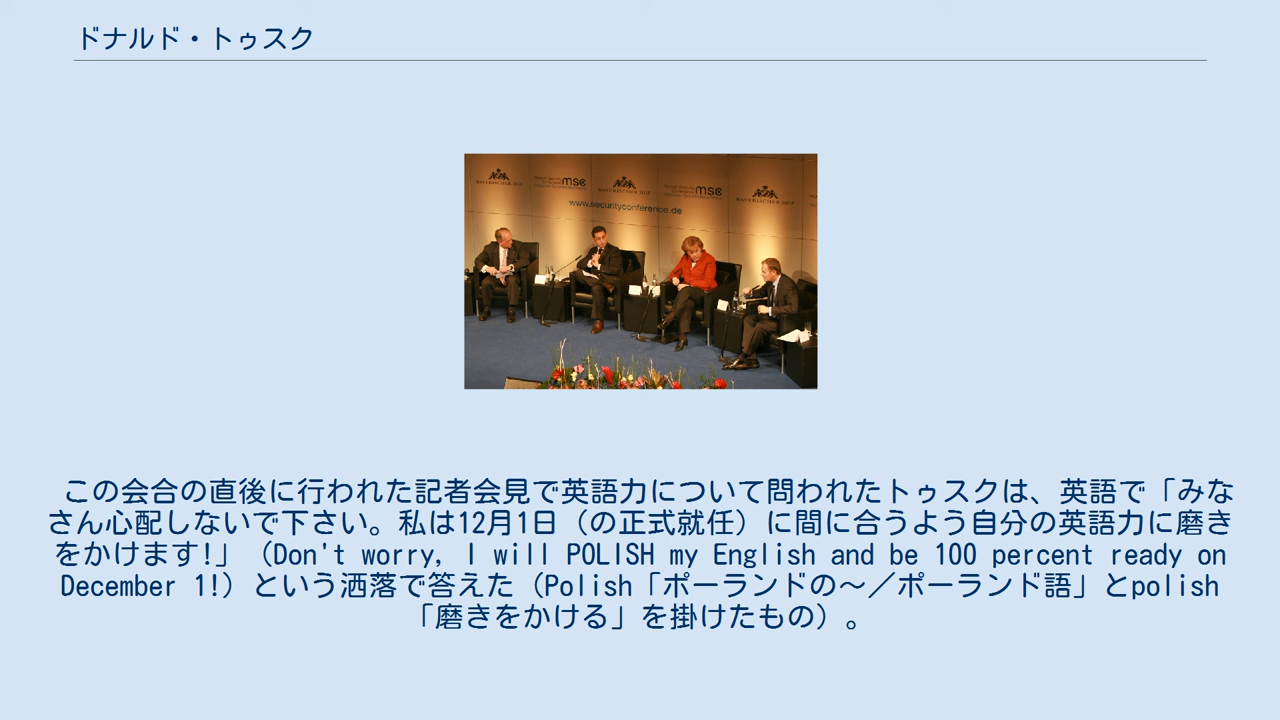 ドナルド・トゥスク
msc
msc
www.securityconference.de
この会合の直後に行われた記者会見で英語力について問われたトゥスクは、英語で「みな
さん心配しないで下さい。私は12月1日（の正式就任）に間に合うよう自分の英語力に磨き
をかけます!」（Don't worry, I will POLISH my English and be 100 percent ready on
December 1!）という洒落で答えた（Polish「ポーランドの～／ポーランド語」とpolish
「磨きをかける」を掛けたもの）。